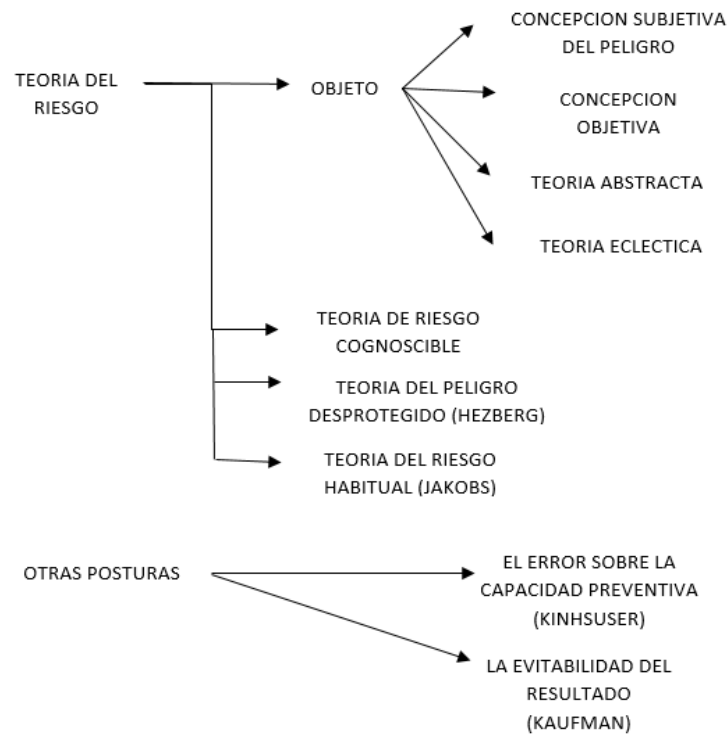 TEORIA DEL
RIESGO
OBJETO
CONCEPCION SUBJETIVA
DEL PELIGRO
CONCEPCION
OBJETIVA
TEORIA ABSTRACTA
TEORIA ECLECTICA
TEORIA DE RIESGO
COGNOSCIBLE
TEORIA DEL PELIGRO
DESPROTEGIDO (HEZBERG)
TEORIA DEL RIESGO
HABITUAL (JAKOBS)
OTRAS POSTURAS
EL ERROR SOBRE LA
CAPACIDAD PREVENTIVA
(KINHSUSER)
LA EVITABILIDAD DEL
RESULTADO
(KAUFMAN)